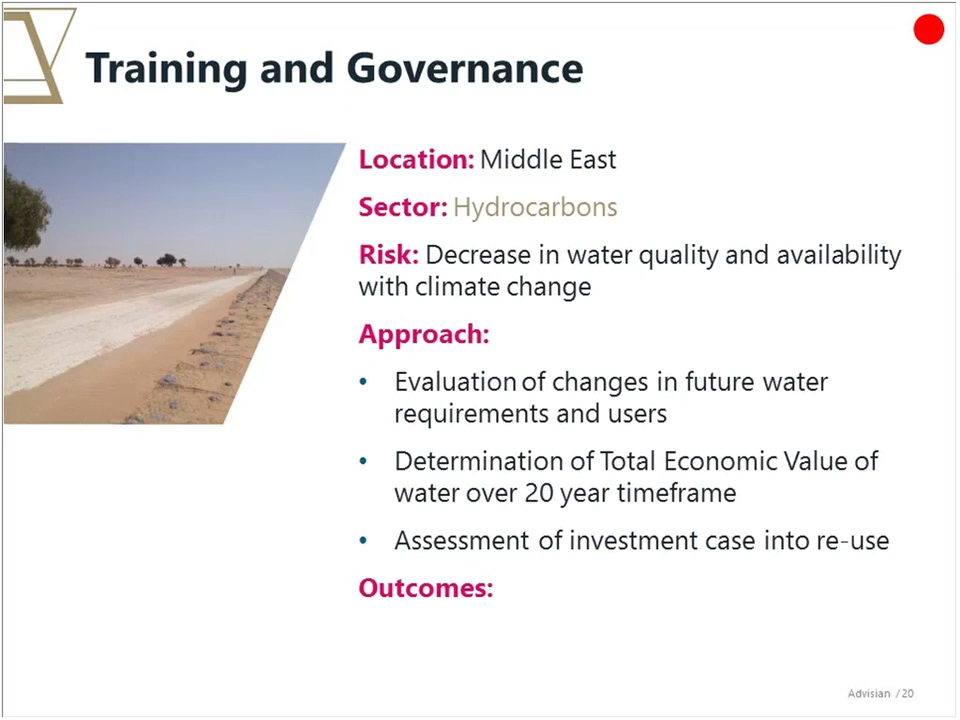 Training and Governance
Location: Middle East
Sector: Hydrocarbons
Risk: Decrease in water quality and availability
with climate change
Approach:
• Evaluation of changes in future water
requirements and users
• Determination of Total Economic Value of
water over 20 year timeframe
• Assessment of investment case into re-use
Outcomes:
Advisian /20